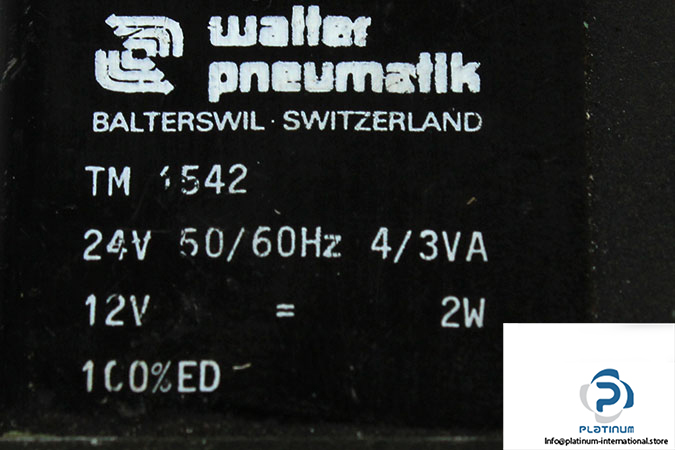 walter
pneumatik
BALTERSWIL · SWITZERLAND
TM 1542
24V 50/60Hz 4/3VA
12V = 2W
100%ED
PLATINUM
Info@platinum-international.store